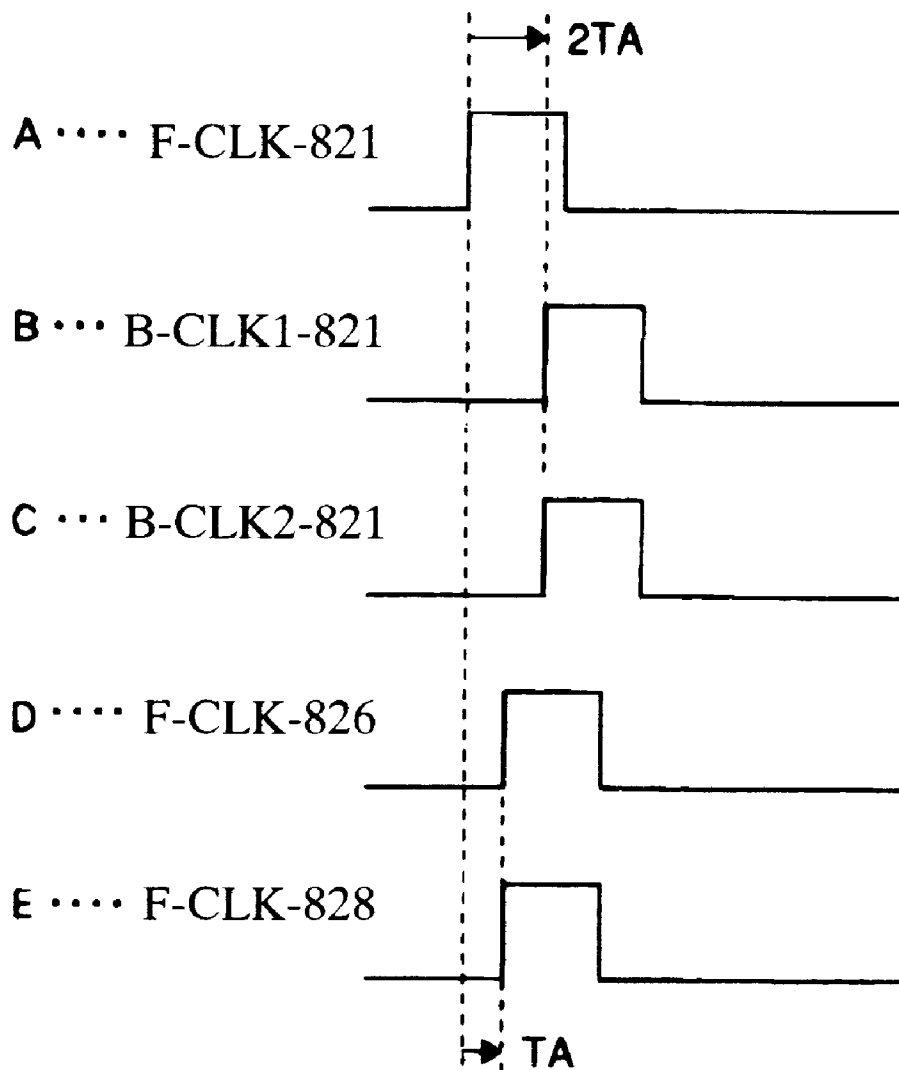 2TA
A ···· F-CLK-821
B ··· B-CLK1-821
C ··· B-CLK2-821
D ···· F-CLK-826
E ···· F-CLK-828
TA